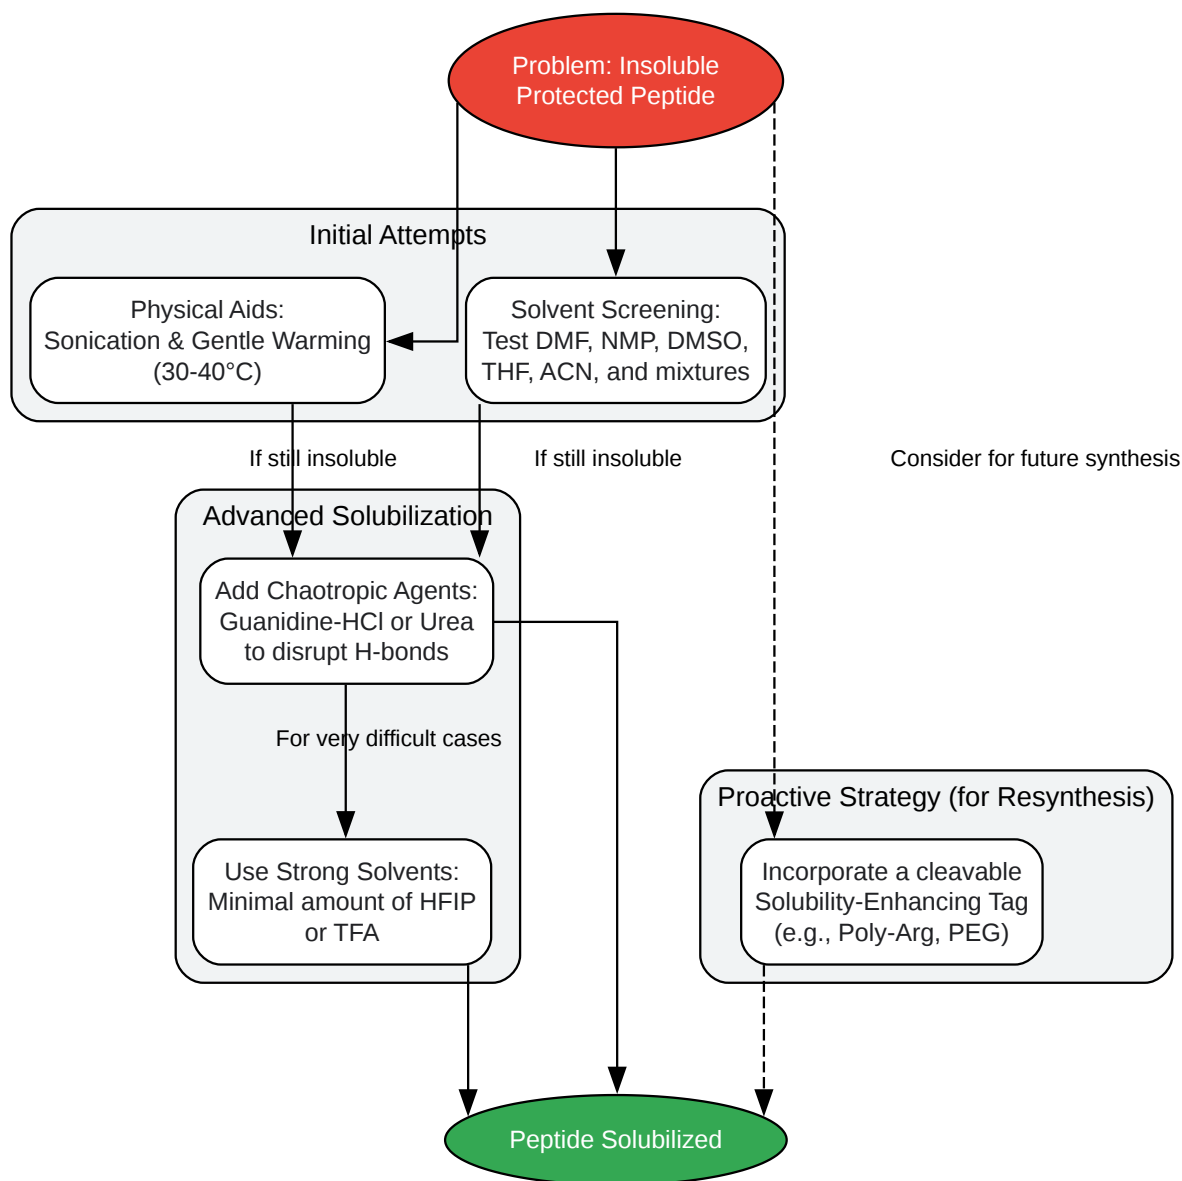 Problem: Insoluble
Protected Peptide
Initial Attempts
Physical Aids:
Sonication & Gentle Warming
(30-40°C)
Solvent Screening:
Test DMF, NMP, DMSO,
THF, ACN, and mixtures
If still insoluble
If still insoluble
Consider for future synthesis
Advanced Solubilization
Add Chaotropic Agents:
Guanidine-HCl or Urea
to disrupt H-bonds
For very difficult cases
Proactive Strategy (for Resynthesis)
Use Strong Solvents:
Minimal amount of HFIP
or TFA
Incorporate a cleavable
Solubility-Enhancing Tag
(e.g., Poly-Arg, PEG)
Peptide Solubilized